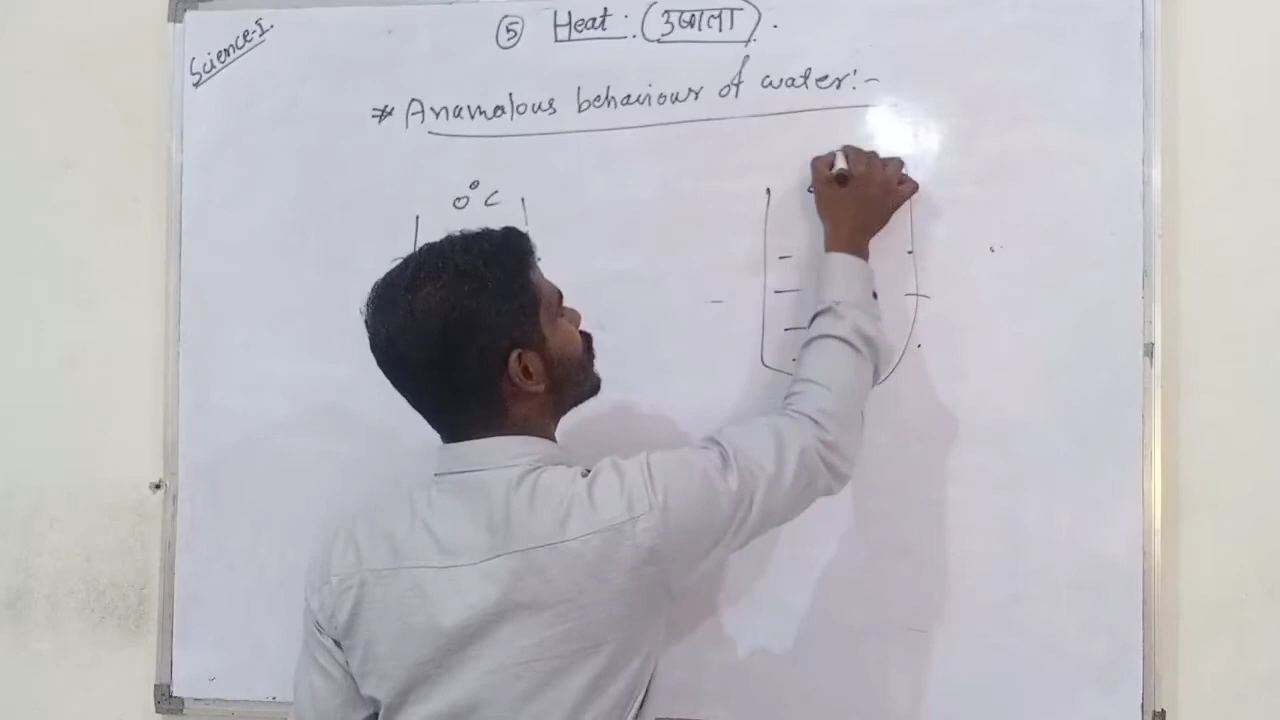 Science-I.
⑤ Heat : (उष्णता).
* Anamalous behaviour of water:-
0°C